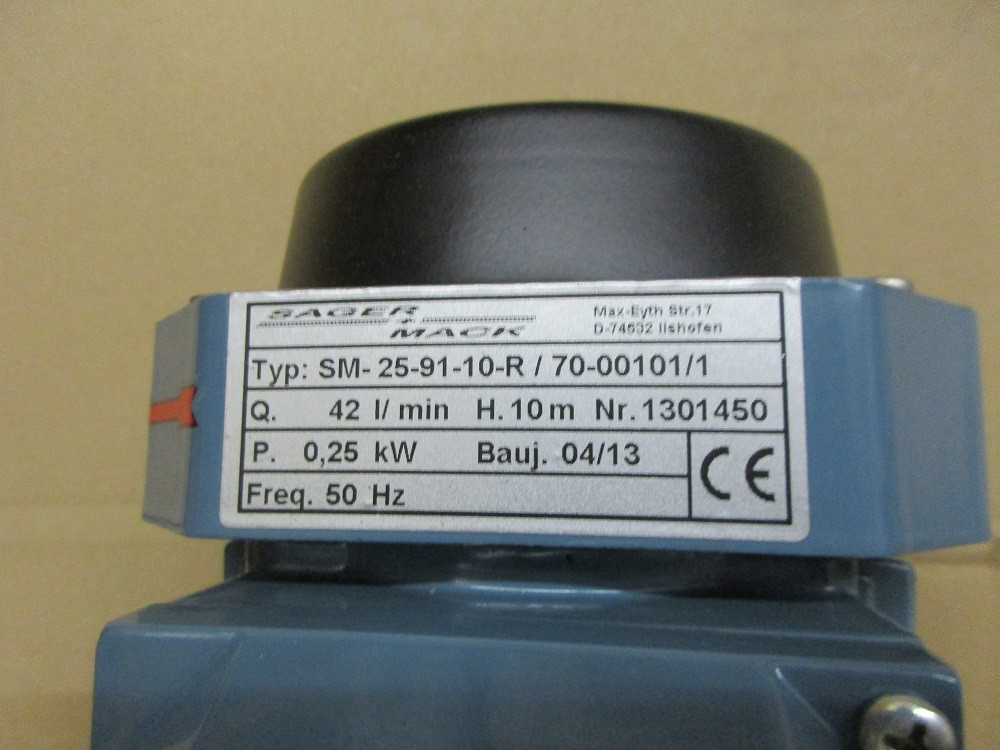 SAGER
+
MACK
Max-Eyth Str.17
D-74532 Ilshofen
Typ: SM- 25-91-10-R / 70-00101/1
Q. 42 l/ min H. 10 m Nr. 1301450
P. 0,25 kW Bauj. 04/13
CE
Freq. 50 Hz